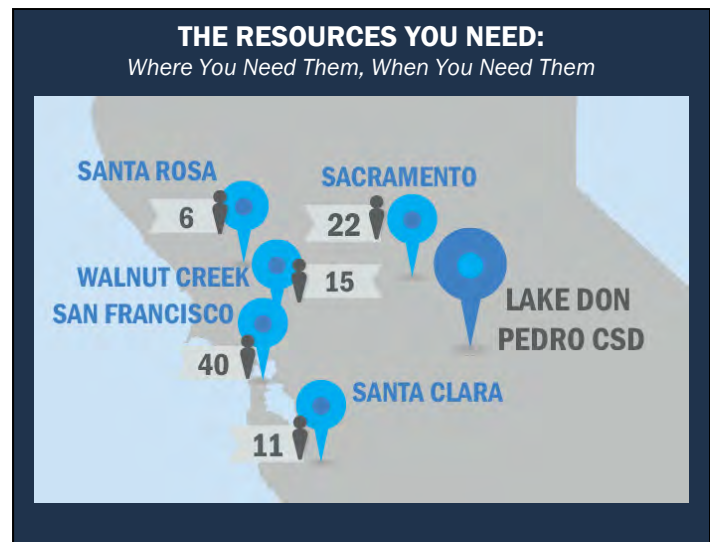 THE RESOURCES YOU NEED:
Where You Need Them, When You Need Them
SANTA ROSA
6
SACRAMENTO
22
WALNUT CREEK
15
SAN FRANCISCO
40
LAKE DON
PEDRO CSD
SANTA CLARA
11